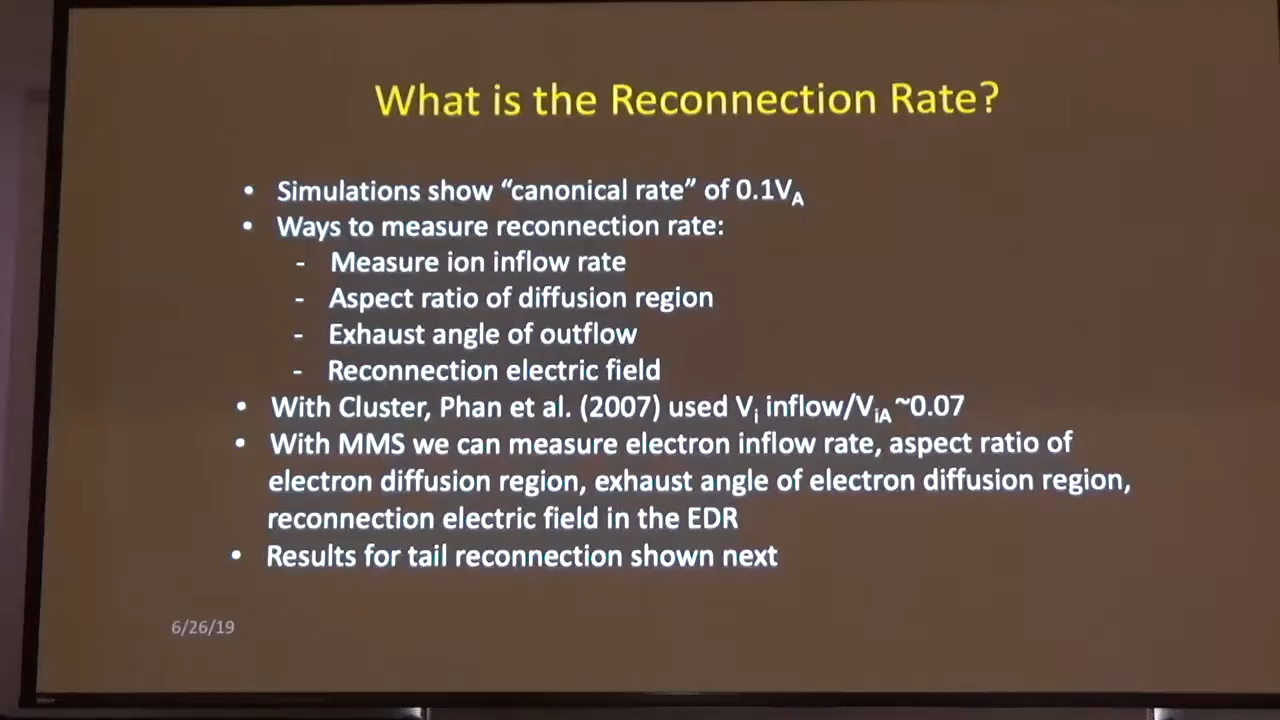 What is the Reconnection Rate?
• Simulations show “canonical rate” of 0.1VA
• Ways to measure reconnection rate:
- Measure ion inflow rate
- Aspect ratio of diffusion region
- Exhaust angle of outflow
- Reconnection electric field
• With Cluster, Phan et al. (2007) used Vi inflow/ViA ~0.07
• With MMS we can measure electron inflow rate, aspect ratio of
electron diffusion region, exhaust angle of electron diffusion region,
reconnection electric field in the EDR
• Results for tail reconnection shown next
6/26/19